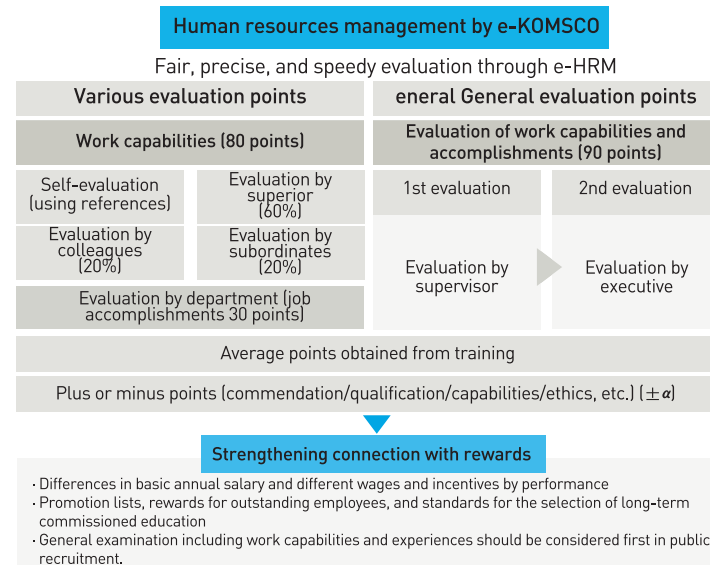 Human resources management by e-KOMSCO
Fair, precise, and speedy evaluation through e-HRM
Various evaluation points
Work capabilities (80 points)
Self-evaluation
(using references)
Evaluation by
superior
(60%)
Evaluation by
colleagues
(20%)
Evaluation by
subordinates
(20%)
Evaluation by department (job
accomplishments 30 points)
eneral General evaluation points
Evaluation of work capabilities and
accomplishments (90 points)
1st evaluation
Evaluation by
supervisor
2nd evaluation
Evaluation by
executive
Average points obtained from training
Plus or minus points (commendation/qualification/capabilities/ethics, etc.) (±α)
Strengthening connection with rewards
· Differences in basic annual salary and different wages and incentives by performance
· Promotion lists, rewards for outstanding employees, and standards for the selection of long-term
commissioned education
· General examination including work capabilities and experiences should be considered first in public
recruitment.